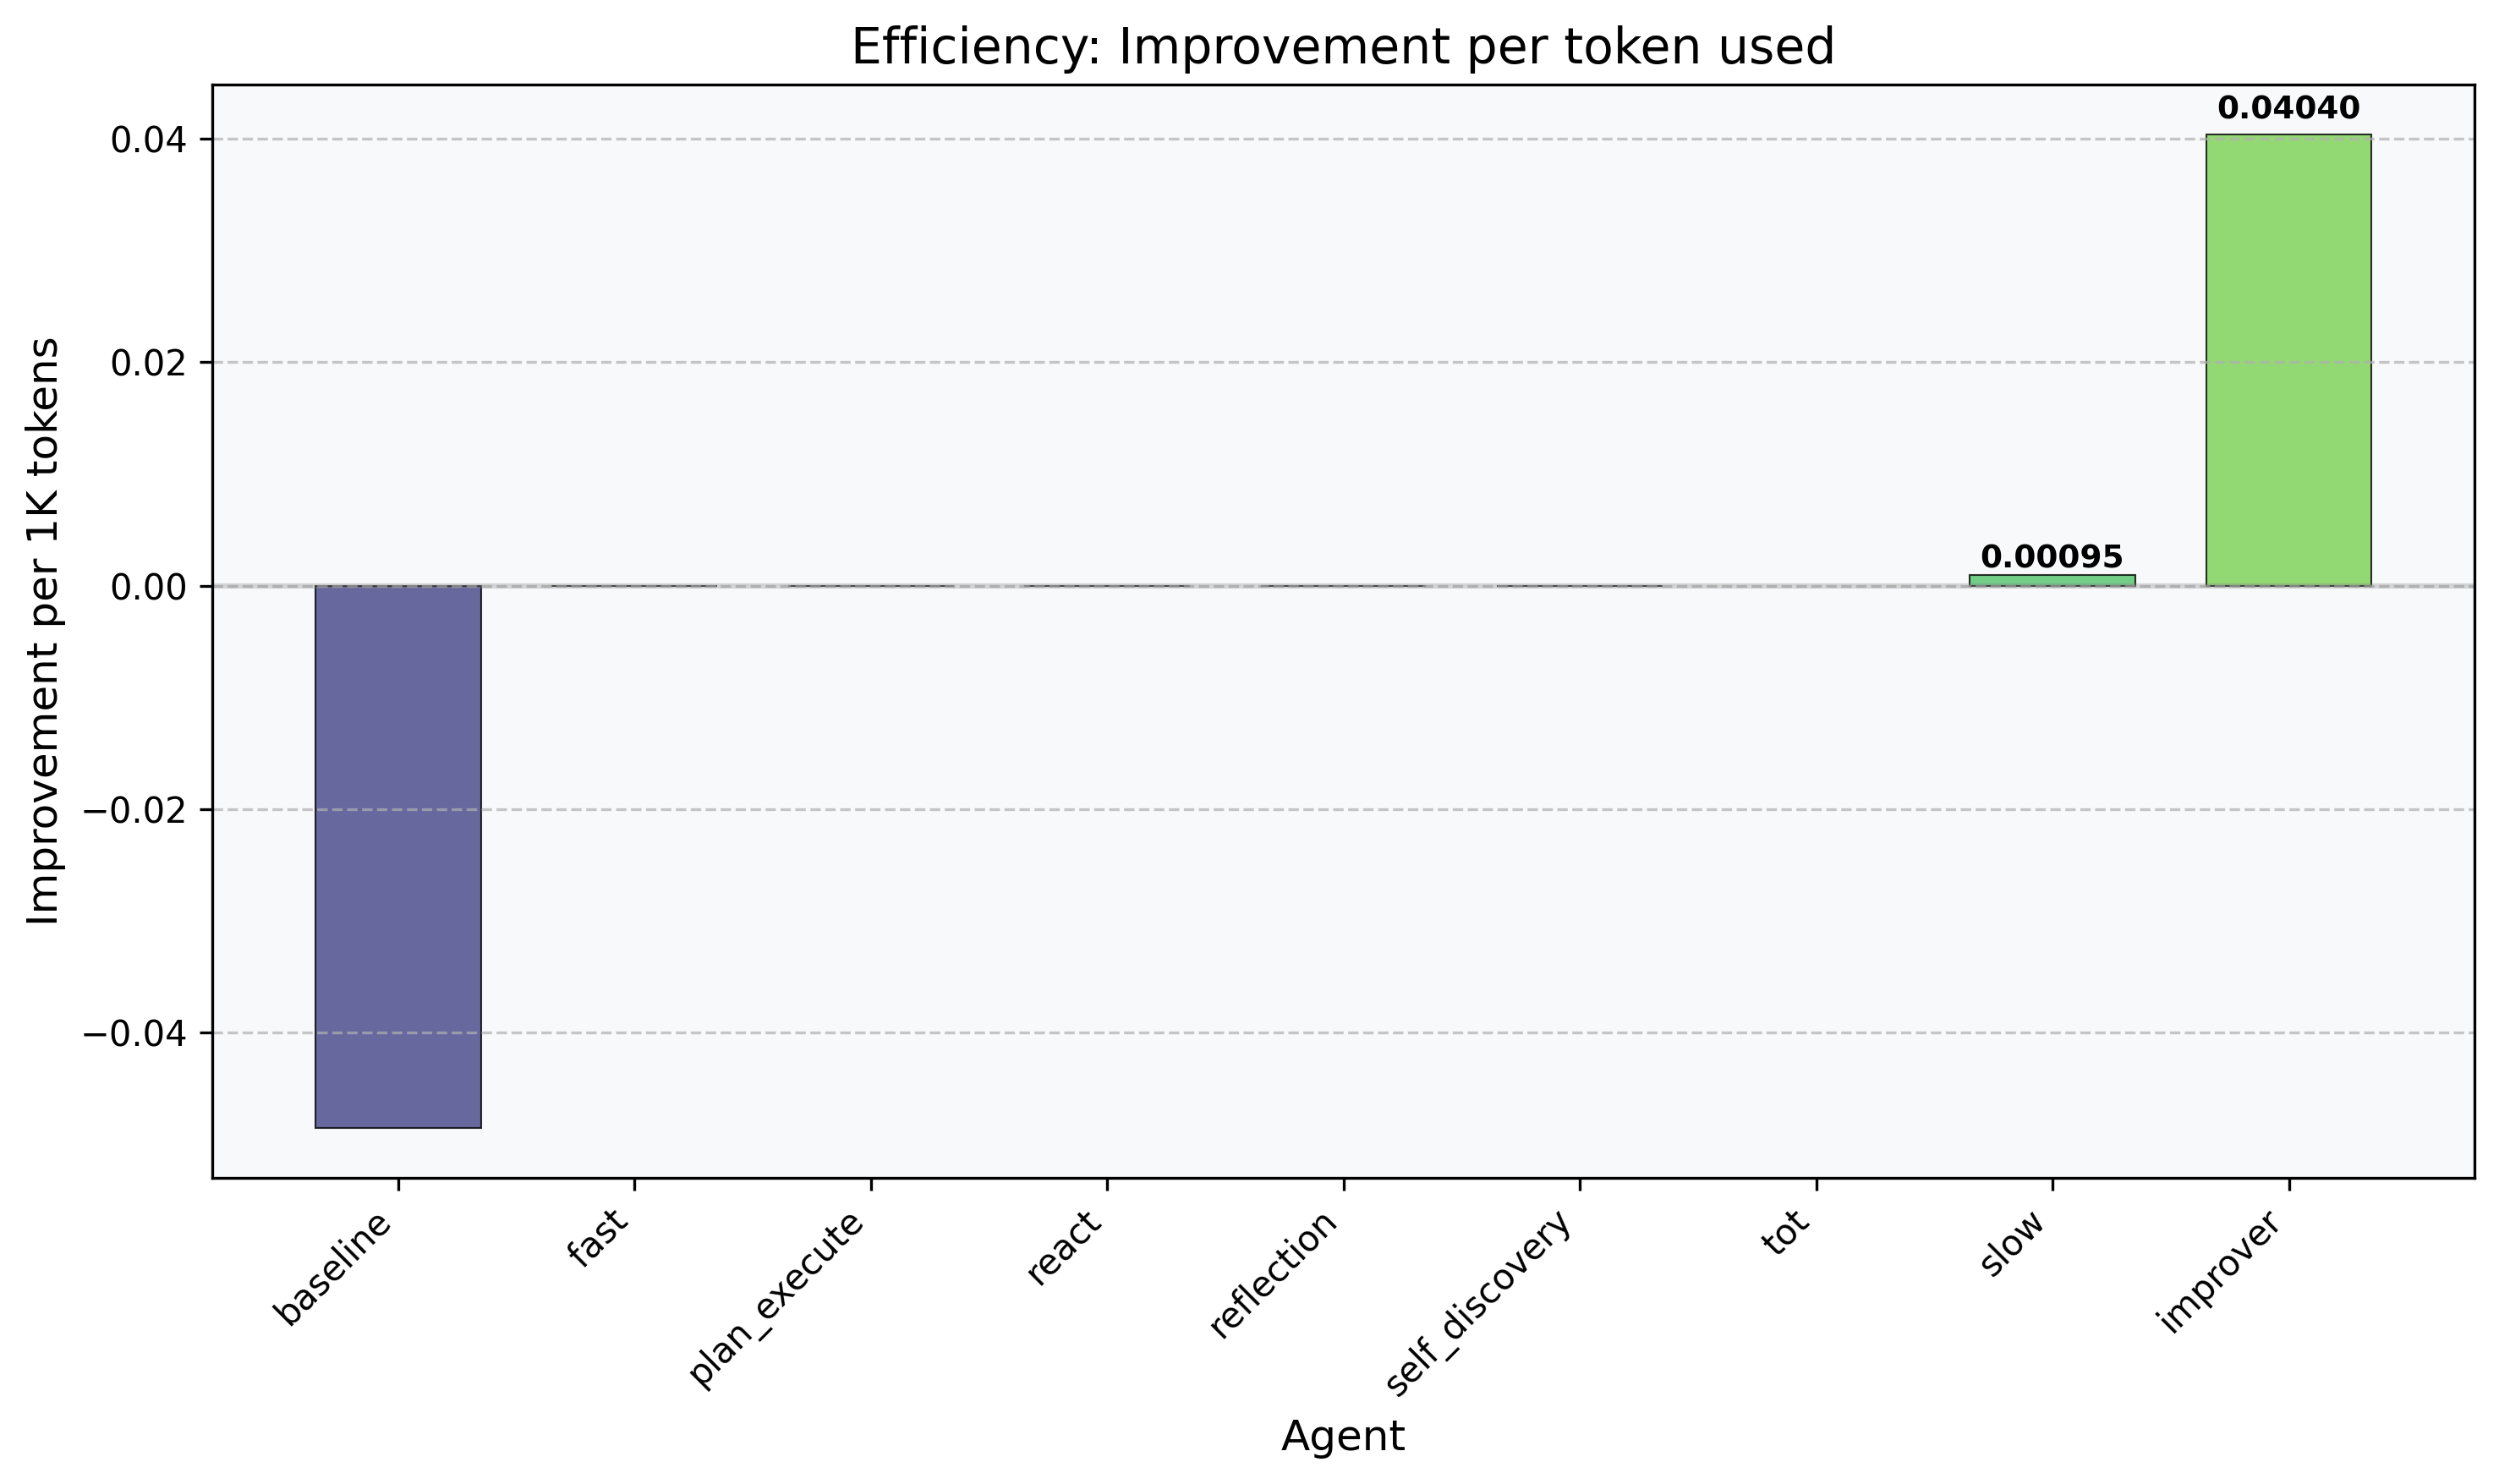 Efficiency: Improvement per token used
Improvement per 1K tokens
0.04
0.02
0.00
−0.02
−0.04
0.00095
0.04040
baseline
fast
plan_execute
react
reflection
self_discovery
tot
slow
improver
Agent